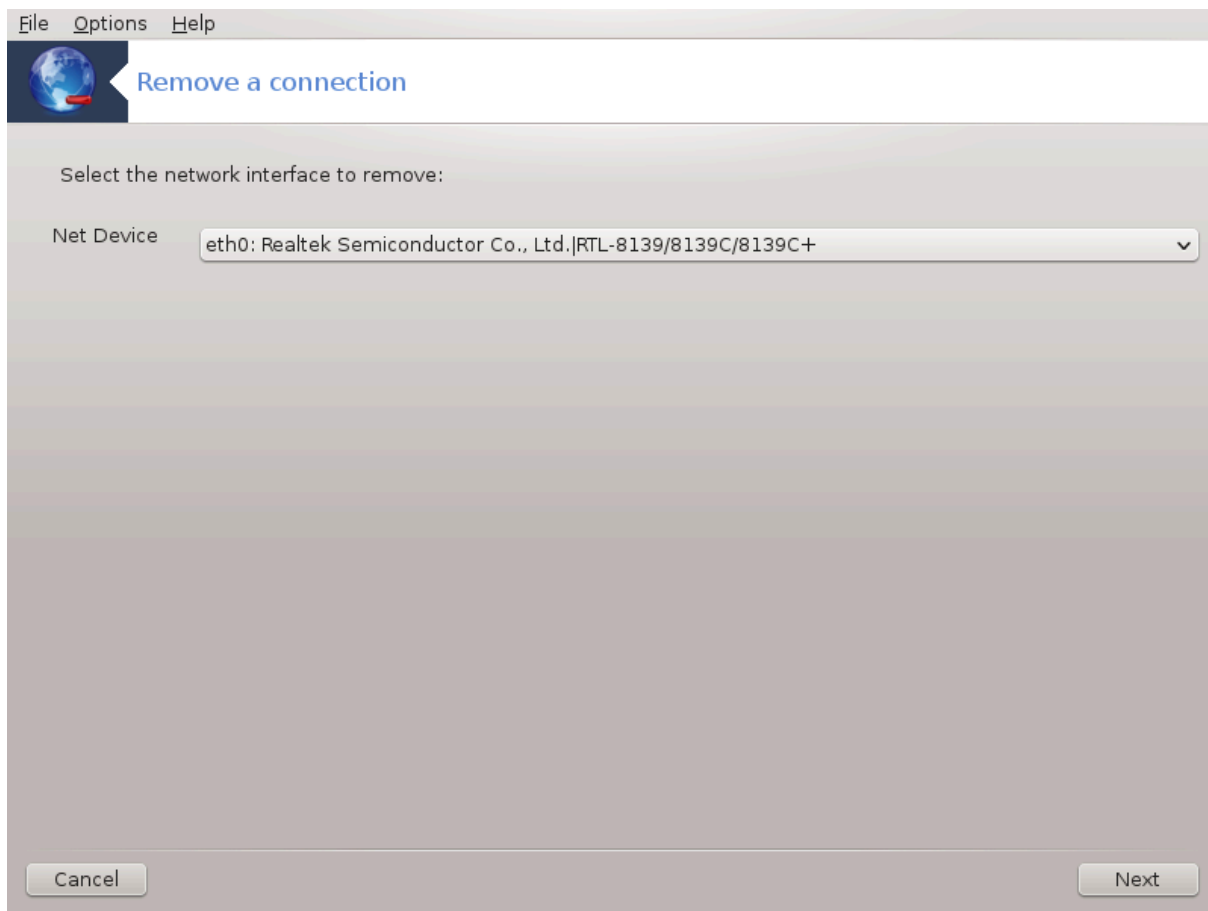 File Options Help
Remove a connection
Select the network interface to remove:
Net Device eth0: Realtek Semiconductor Co., Ltd.|RTL-8139/8139C/8139C+
Cancel Next